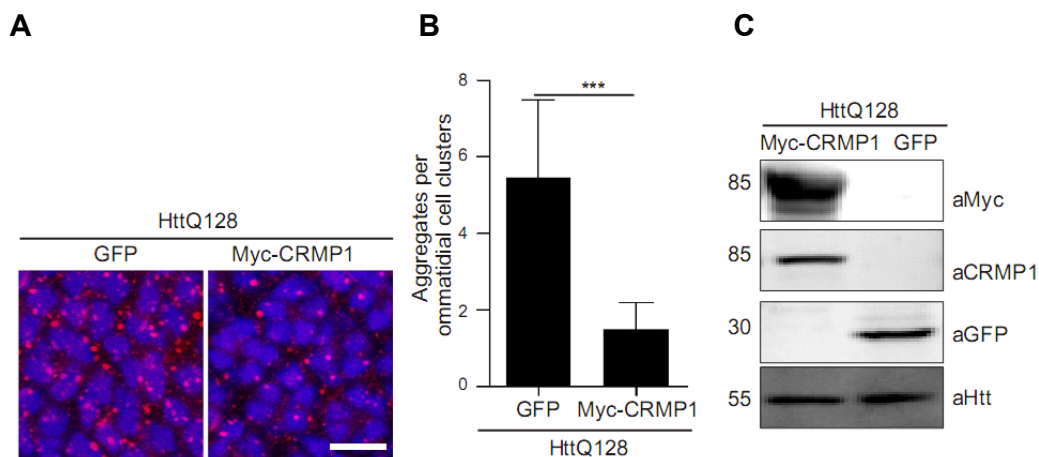 A
HttQ128
GFP Myc-CRMP1
B
Aggregates per
ommatidial cell clusters
8
6
4
2
0
***
GFP Myc-CRMP1
HttQ128
C
HttQ128
Myc-CRMP1 GFP
85 aMyc
85 aCRMP1
30 aGFP
55 aHtt